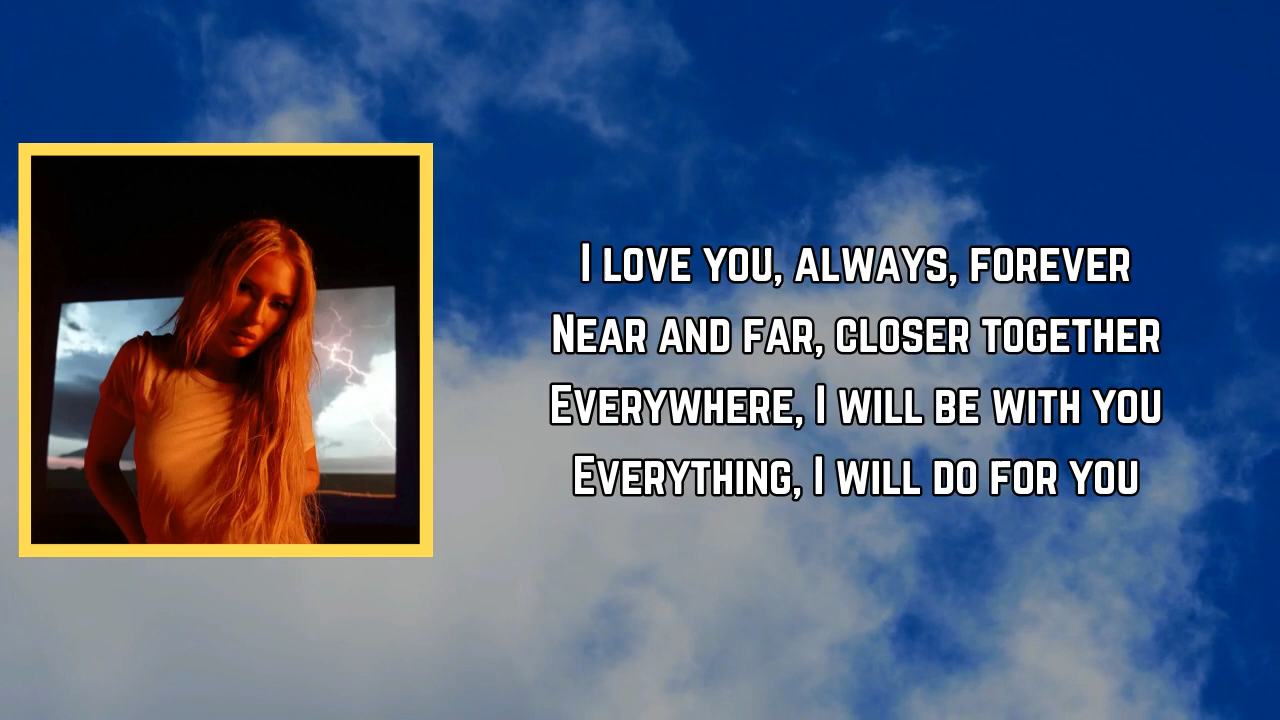 I love you, always, forever
Near and far, closer together
Everywhere, I will be with you
Everything, I will do for you